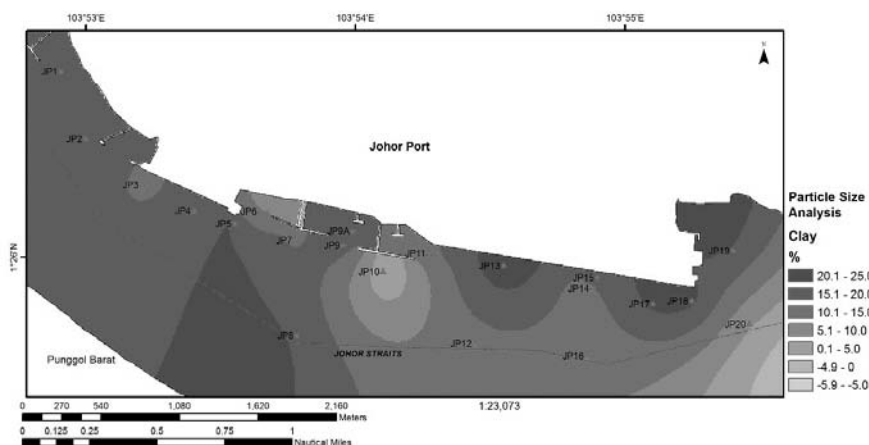 103°53'E 103°54'E 103°55'E
N
JP1
JP2
Johor Port
JP3
JP4
JP5
JP6
JP7
JP9A
JP9
JP11
JP10
JP13
JP15
JP14
JP17
JP18
JP19
JP20
JP8
JP12
JP16
1°26'N
Punggol Barat
JOHOR STRAITS
Particle Size
Analysis
Clay
%
20.1 - 25.0
15.1 - 20.0
10.1 - 15.0
5.1 - 10.0
0.1 - 5.0
-4.9 - 0
-5.9 - -5.0
0 270 540 1,080 1,620 2,160
Meters
1:23,073
0 0.125 0.25 0.5 0.75 1
Nautical Miles